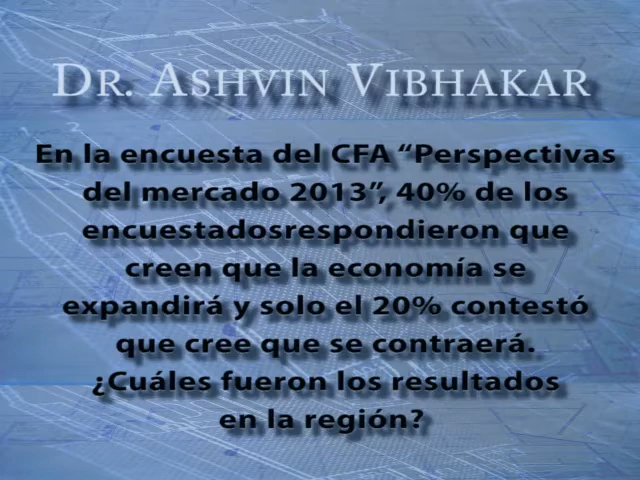 DR. ASHVIN VIBHAKAR
En la encuesta del CFA “Perspectivas
del mercado 2013”, 40% de los
encuestadosrespondieron que
creen que la economía se
expandirá y solo el 20% contestó
que cree que se contraerá.
¿Cuáles fueron los resultados
en la región?